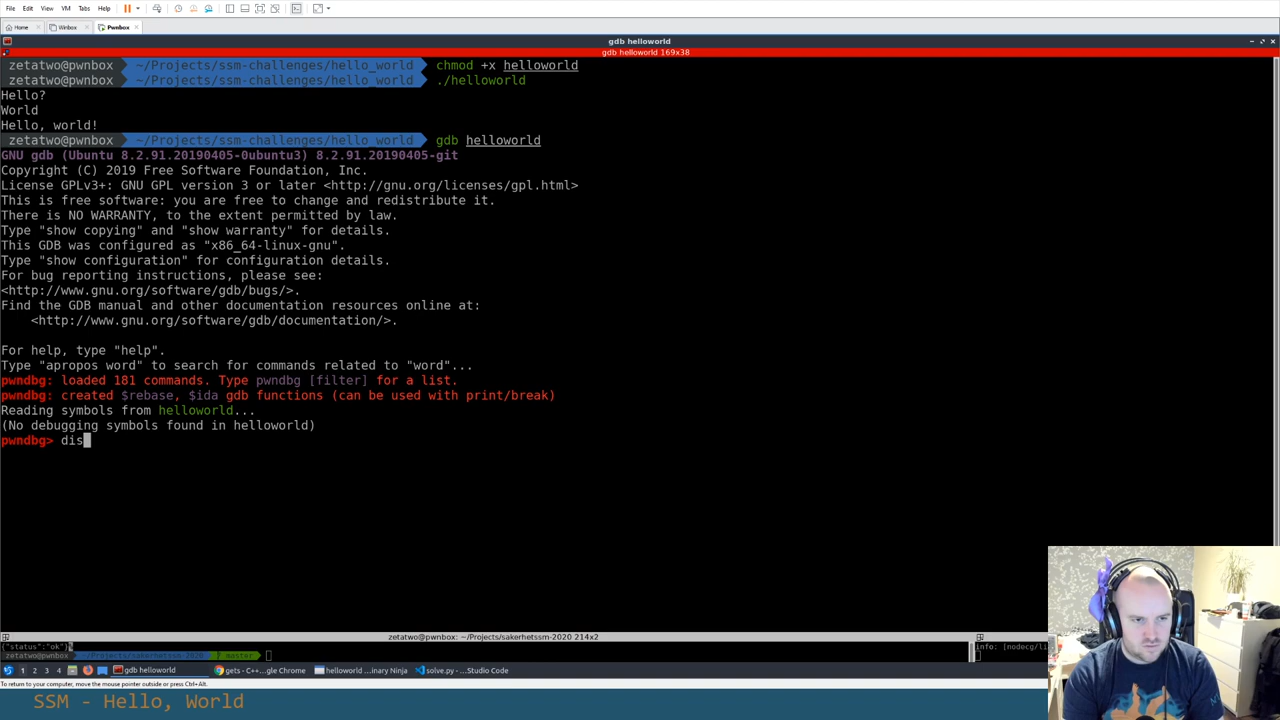 File Edit View VM Tabs Help
Home Winbox Pwnbox
gdb helloworld
gdb helloworld 169x38
zetatwo@pwnbox ~/Projects/ssm-challenges/hello_world chmod +x helloworld
zetatwo@pwnbox ~/Projects/ssm-challenges/hello_world ./helloworld
Hello?
World
Hello, world!
zetatwo@pwnbox ~/Projects/ssm-challenges/hello_world gdb helloworld
GNU gdb (Ubuntu 8.2.91.20190405-0ubuntu3) 8.2.91.20190405-git
Copyright (C) 2019 Free Software Foundation, Inc.
License GPLv3+: GNU GPL version 3 or later <http://gnu.org/licenses/gpl.html>
This is free software: you are free to change and redistribute it.
There is NO WARRANTY, to the extent permitted by law.
Type "show copying" and "show warranty" for details.
This GDB was configured as "x86_64-linux-gnu".
Type "show configuration" for configuration details.
For bug reporting instructions, please see:
<http://www.gnu.org/software/gdb/bugs/>.
Find the GDB manual and other documentation resources online at:
<http://www.gnu.org/software/gdb/documentation/>.
For help, type "help".
Type "apropos word" to search for commands related to "word"...
pwndbg: loaded 181 commands. Type pwndbg [filter] for a list.
pwndbg: created $rebase, $ida gdb functions (can be used with print/break)
Reading symbols from helloworld...
(No debugging symbols found in helloworld)
pwndbg> dis
zetatwo@pwnbox: ~/Projects/sakerhetssm-2020 214x2
{"status":"ok"}
zetatwo@pwnbox ~/Projects/sakerhetssm-2020 master
info: [nodecg/li
1 2 3 4 gdb helloworld gets - C++...gle Chrome helloworld ...inary Ninja solve.py - ...Studio Code
To return to your computer, move the mouse pointer outside or press Ctrl+Alt.
SSM - Hello, World